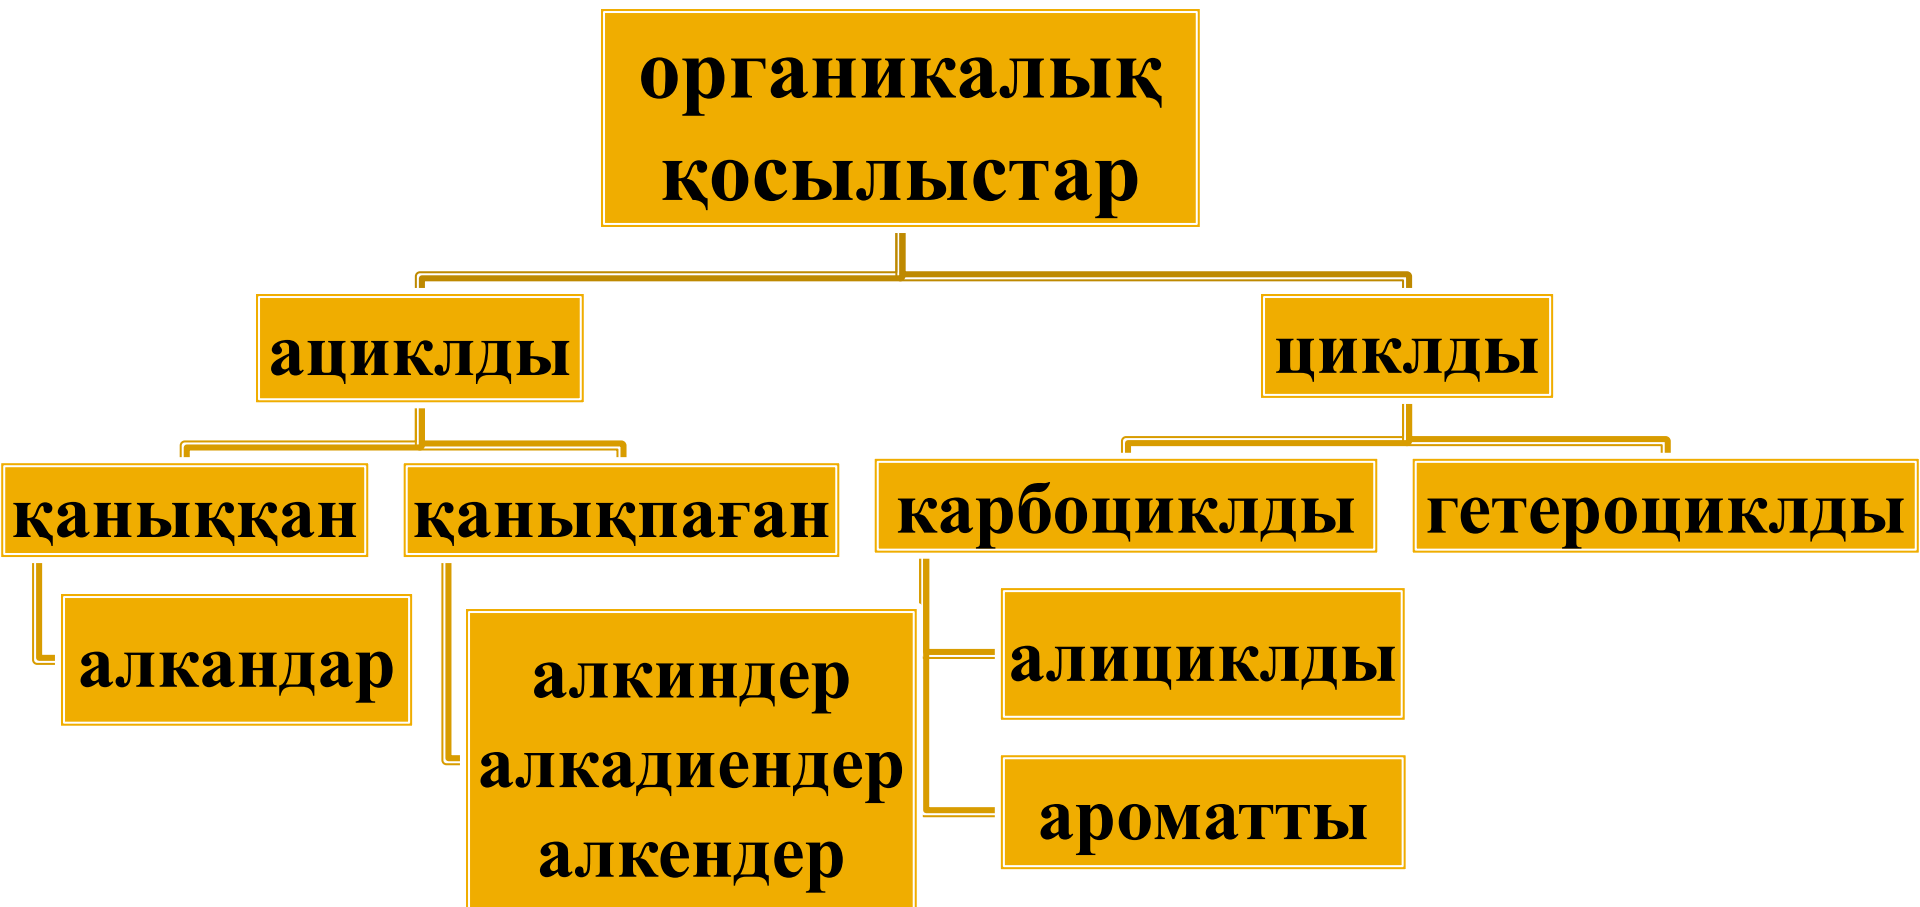 органикалық
қосылыстар
ациклды
циклды
қаныққан
қанықпаған
карбоциклды
гетероциклды
алкандар
алкиндер
алкадиендер
алкендер
алициклды
ароматты